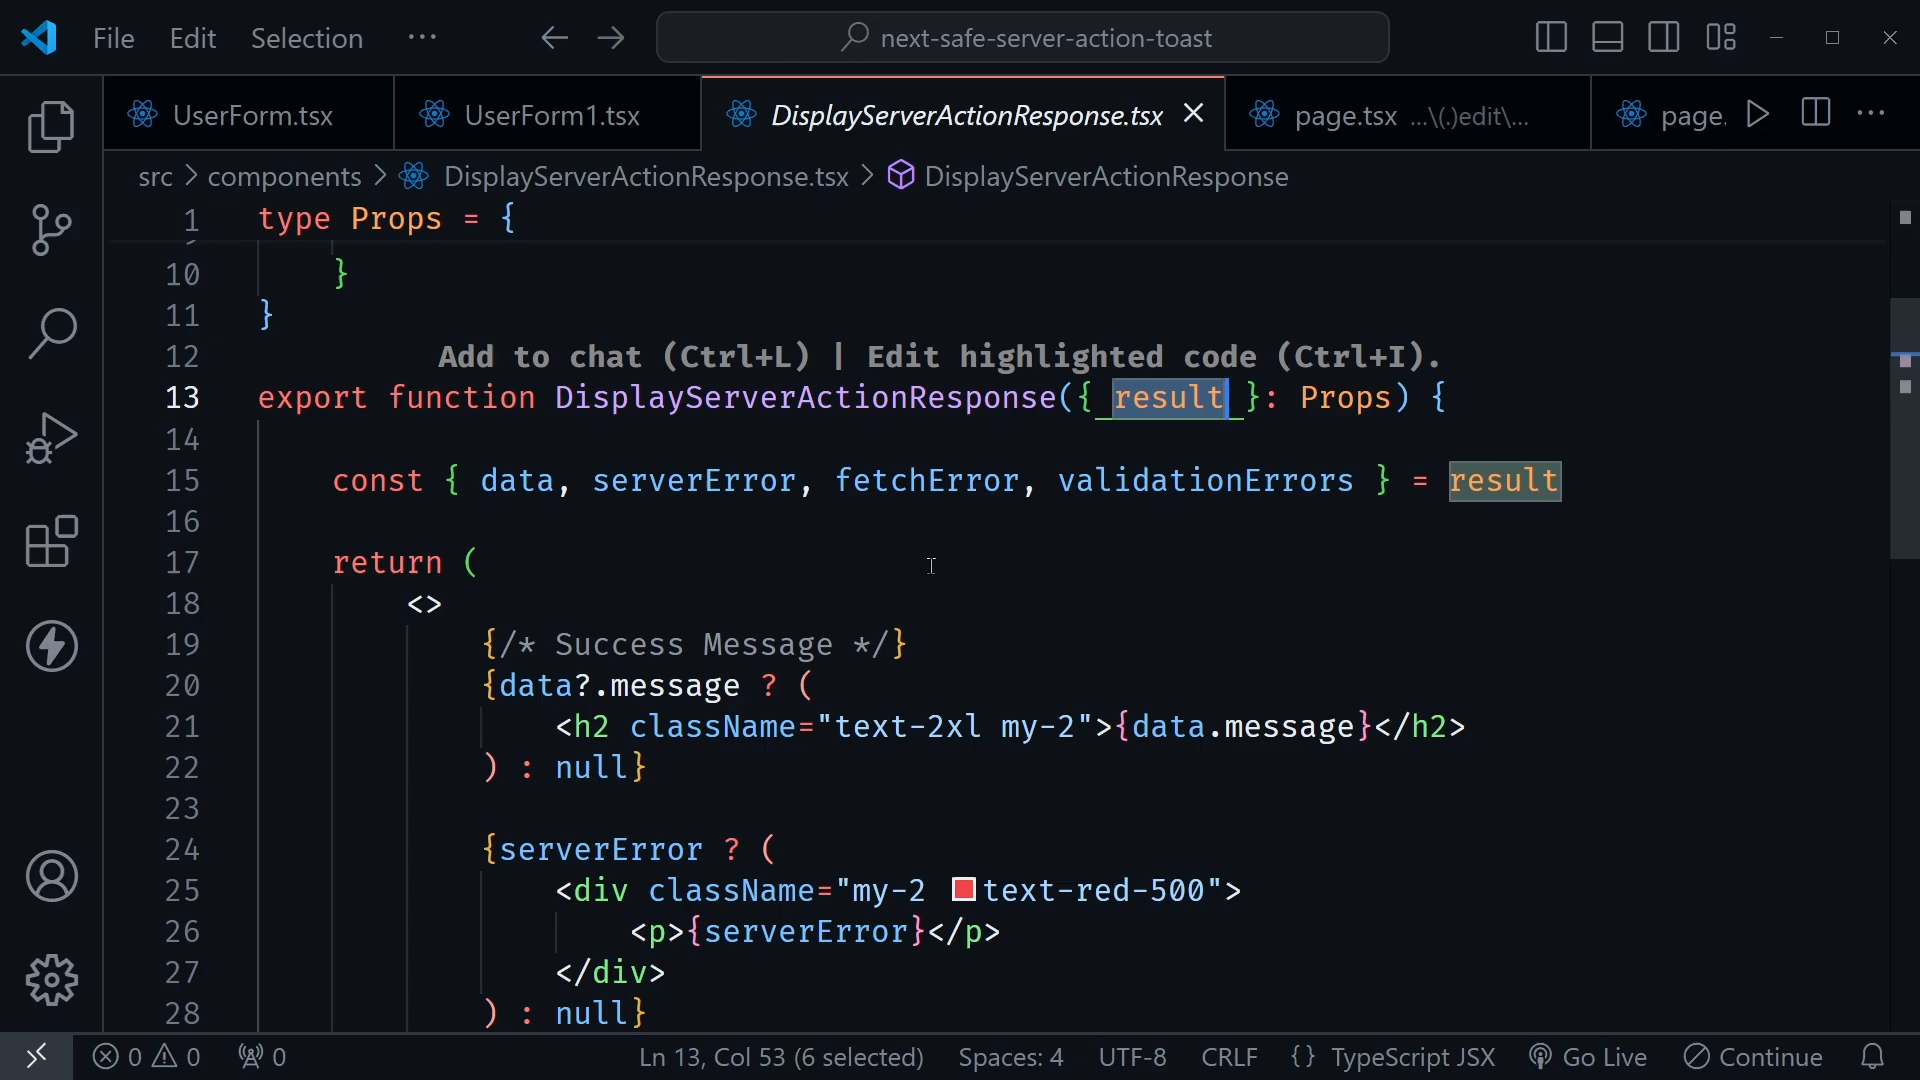 File Edit Selection ··· next-safe-server-action-toast
UserForm.tsx UserForm1.tsx DisplayServerActionResponse.tsx page.tsx ...\(.)edit\... page. ···
src > components > DisplayServerActionResponse.tsx > DisplayServerActionResponse
1 type Props = {
10 }
11 }
12 Add to chat (Ctrl+L) | Edit highlighted code (Ctrl+I).
13 export function DisplayServerActionResponse({ result }: Props) {
14
15 const { data, serverError, fetchError, validationErrors } = result
16
17 return (
18 <>
19 {/* Success Message */}
20 {data?.message ? (
21 <h2 className="text-2xl my-2">{data.message}</h2>
22 ) : null}
23
24 {serverError ? (
25 <div className="my-2 text-red-500">
26 <p>{serverError}</p>
27 </div>
28 ) : null}
0 0 0 Ln 13, Col 53 (6 selected) Spaces: 4 UTF-8 CRLF {} TypeScript JSX Go Live Continue